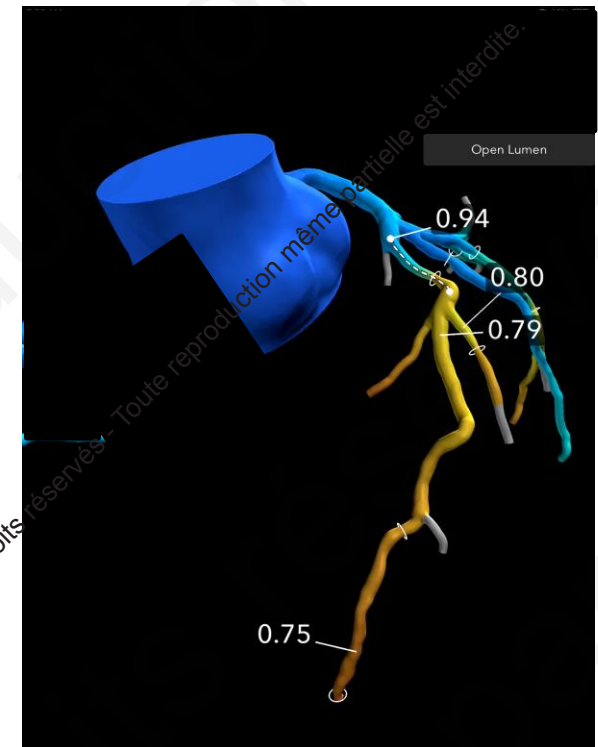 Open Lumen
0.94
0.80
0.79
0.75
its réservés - Toute reproduction même partielle est interdite.